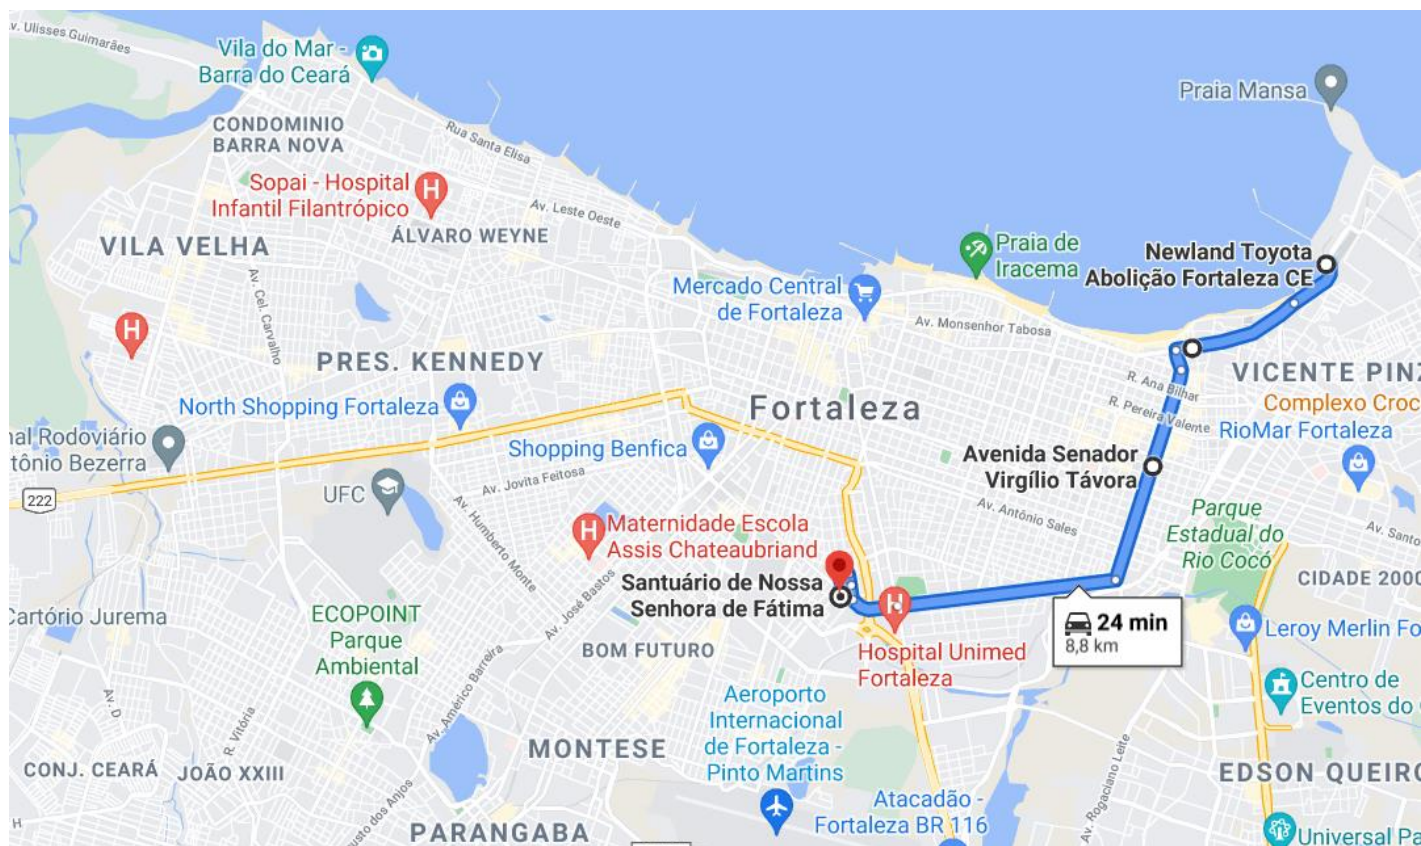 v. Ulisses Guimarães
Vila do Mar -
Barra do Ceará
Praia Mansa
CONDOMINIO
BARRA NOVA
Rua Santa Elisa
Sopai - Hospital
Infantil Filantrópico
H
Av. Leste Oeste
ÁLVARO WEYNE
VILA VELHA
Praia de
Iracema
Newland Toyota
Abolição Fortaleza CE
Av. Cel. Carvalho
Mercado Central
de Fortaleza
H
Av. Monsenhor Tabosa
PRES. KENNEDY
VICENTE PINZ
R. Ana Bilhar
North Shopping Fortaleza
Fortaleza
R. Pereira Valente
Complexo Croc
RioMar Fortaleza
nal Rodoviário
tônio Bezerra
Shopping Benfica
Avenida Senador
Virgílio Távora
Av. Jovita Feitosa
222
UFC
Av. Humberto Monte
Av. Antônio Sales
Parque
Estadual do
Rio Cocó
Av. Santo
H
Maternidade Escola
Assis Chateaubriand
Santuário de Nossa
Senhora de Fátima
CIDADE 2000
Cartório Jurema
ECOPOINT
Parque
Ambiental
Av. José Bastos
H
24 min
8,8 km
Leroy Merlin Fo
BOM FUTURO
Hospital Unimed
Fortaleza
Av. D
R. Vitória
Av. Américo Barreira
Aeroporto
Internacional
de Fortaleza -
Pinto Martins
Centro de
Eventos do
MONTESE
CONJ. CEARÁ
JOÃO XXIII
Av. Rogaciano Leite
EDSON QUEIRO
Atacadão -
Fortaleza BR 116
H
usto dos Anjos
PARANGABA
Universal Pa